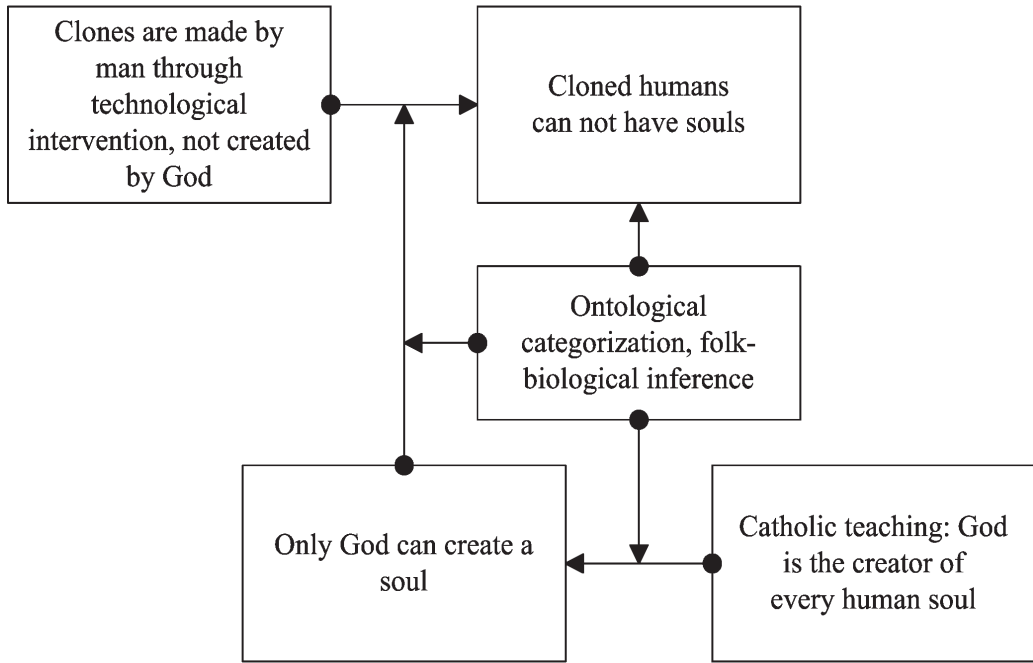 Clones are made by
man through
technological
intervention, not created
by God
Cloned humans
can not have souls
Ontological
categorization, folk-
biological inference
Only God can create a
soul
Catholic teaching: God
is the creator of
every human soul